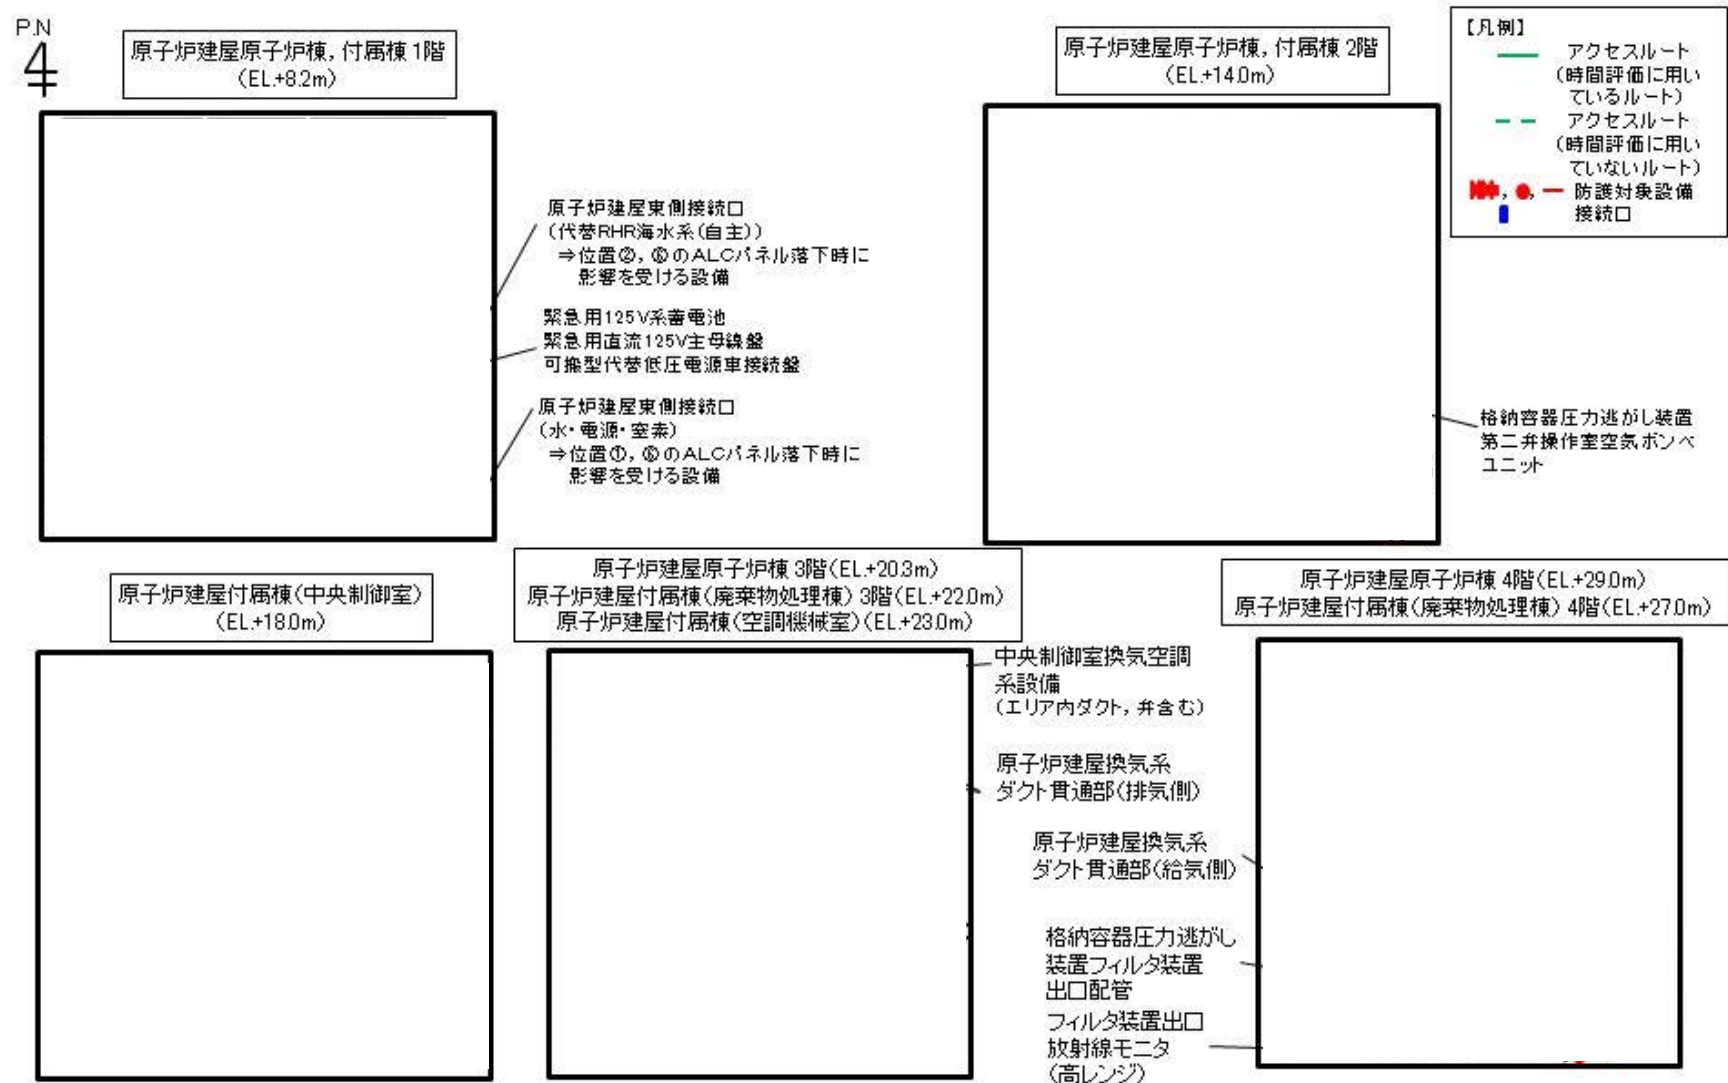 P.N
原子炉建屋原子炉棟，付属棟 1階
（EL.+8.2m）
原子炉建屋東側接続口
（代替RHR海水系(自主)）
⇒位置②，⑥のALCパネル落下時に
影響を受ける設備
緊急用125V系蓄電池
緊急用直流125V主母線盤
可搬型代替低圧電源車接続盤
原子炉建屋東側接続口
（水・電源・窒素）
⇒位置①，⑥のALCパネル落下時に
影響を受ける設備
原子炉建屋原子炉棟，付属棟 2階
（EL.+14.0m）
格納容器圧力逃がし装置
第二弁操作室空気ボンベ
ユニット
【凡例】
アクセスルート
（時間評価に用い
ているルート）
アクセスルート
（時間評価に用い
ていないルート）
， ， 防護対象設備
接続口
原子炉建屋付属棟（中央制御室）
（EL.+18.0m）
原子炉建屋原子炉棟 3階（EL.+20.3m）
原子炉建屋付属棟（廃棄物処理棟） 3階（EL.+22.0m）
原子炉建屋付属棟（空調機械室）（EL.+23.0m）
中央制御室換気空調
系設備
（エリア内ダクト，弁含む）
原子炉建屋換気系
ダクト貫通部（排気側）
原子炉建屋原子炉棟 4階（EL.+29.0m）
原子炉建屋付属棟（廃棄物処理棟） 4階（EL.+27.0m）
原子炉建屋換気系
ダクト貫通部（給気側）
格納容器圧力逃がし
装置フィルタ装置
出口配管
フィルタ装置出口
放射線モニタ
（高レンジ）